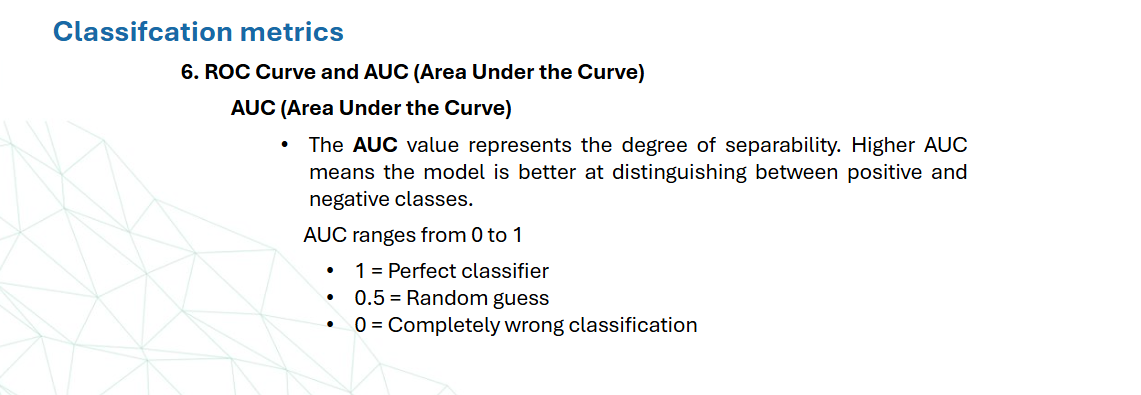 Classifcation metrics
6. ROC Curve and AUC (Area Under the Curve)
AUC (Area Under the Curve)
• The AUC value represents the degree of separability. Higher AUC
means the model is better at distinguishing between positive and
negative classes.
AUC ranges from 0 to 1
• 1 = Perfect classifier
• 0.5 = Random guess
• 0 = Completely wrong classification